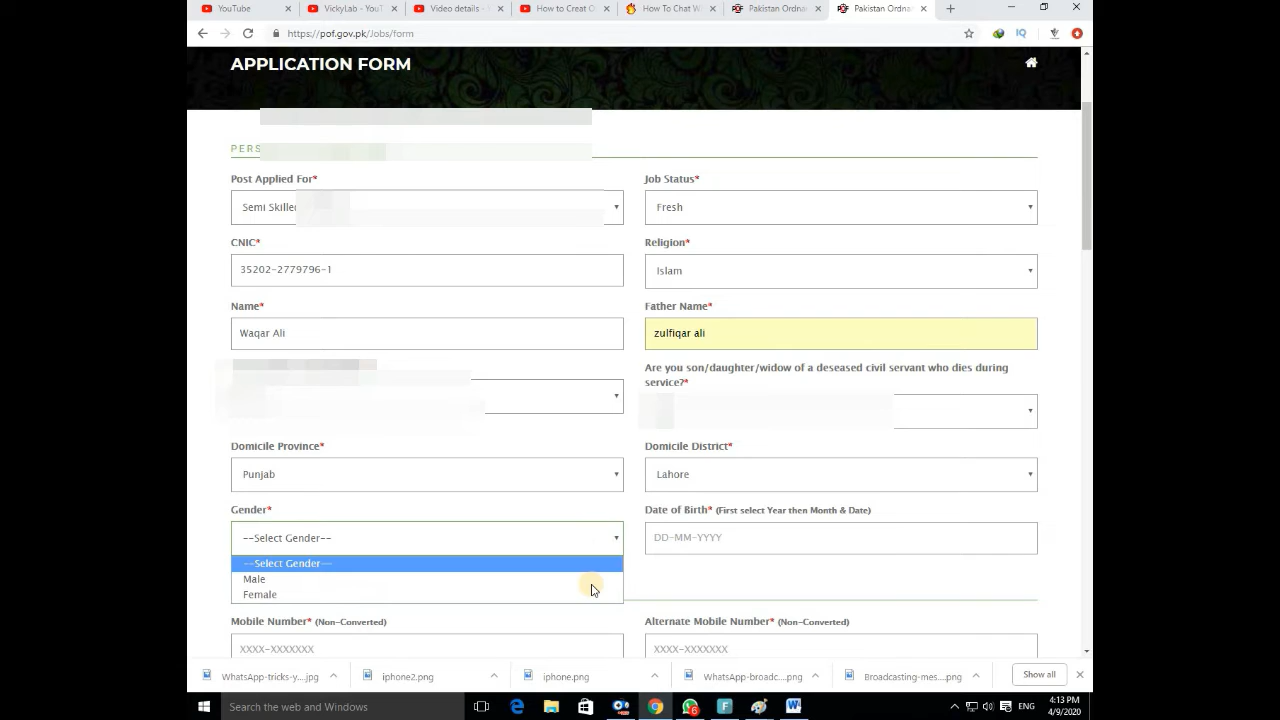 YouTube
VickyLab - YouT
Video details -
How to Creat O
How To Chat W
Pakistan Ordna
Pakistan Ordna
https://pof.gov.pk/Jobs/form
APPLICATION FORM
PERS
Post Applied For*
Job Status*
Semi Skilled
Fresh
CNIC*
Religion*
35202-2779796-1
Islam
Name*
Father Name*
Waqar Ali
zulfiqar ali
Are you son/daughter/widow of a deseased civil servant who dies during
service?*
Domicile Province*
Domicile District*
Punjab
Lahore
Gender*
Date of Birth* (First select Year then Month & Date)
--Select Gender--
DD-MM-YYYY
--Select Gender--
Male
Female
Mobile Number* (Non-Converted)
Alternate Mobile Number* (Non-Converted)
XXXX-XXXXXXX
XXXX-XXXXXXX
WhatsApp-tricks-y....jpg
iphone2.png
iphone.png
WhatsApp-broadc....png
Broadcasting-mes....png
Show all
Search the web and Windows
ENG
4:13 PM
4/9/2020